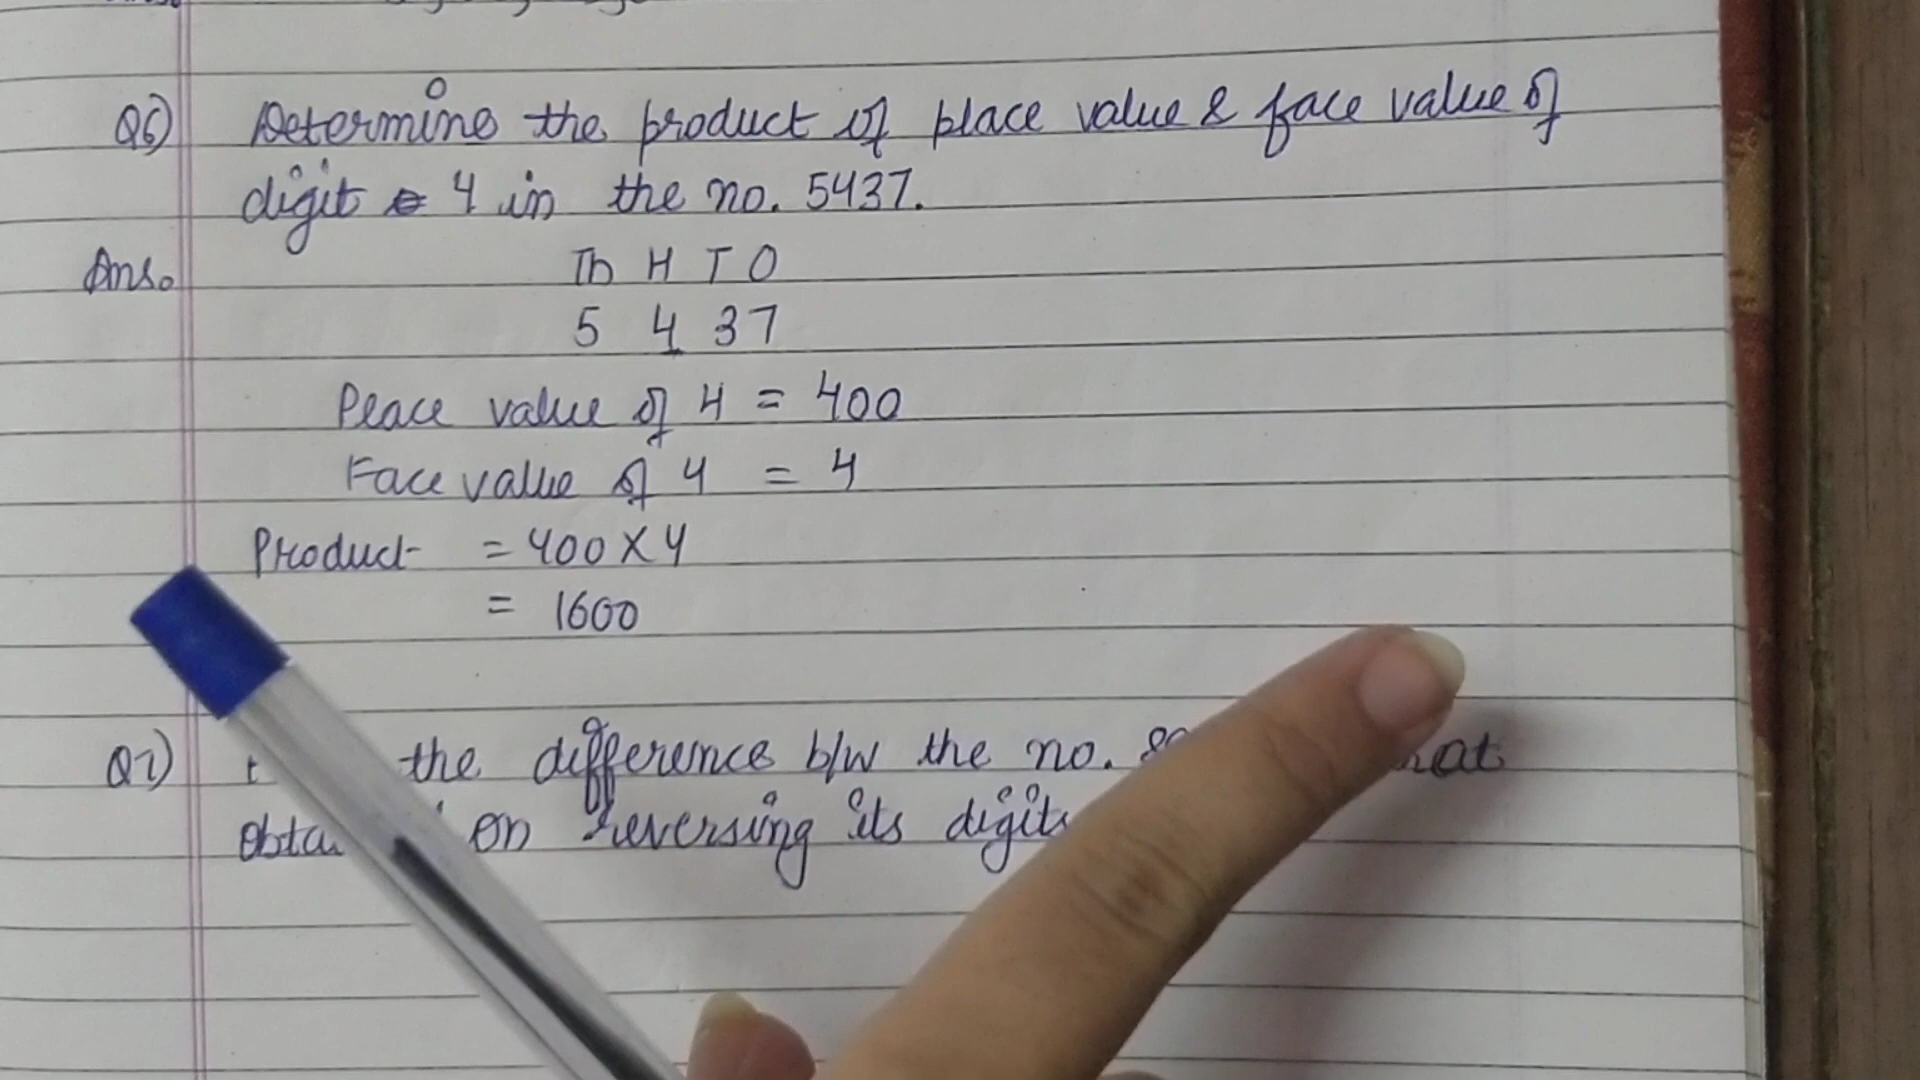 Q6) Determine the product of place value & face value of
digit 4 in the no. 5437.
Ans. Th H T O
5 4 3 7
Place value of 4 = 400
Face value of 4 = 4
Product = 400 X 4
= 1600
Q7) the difference b/w the no.
on reversing its digits